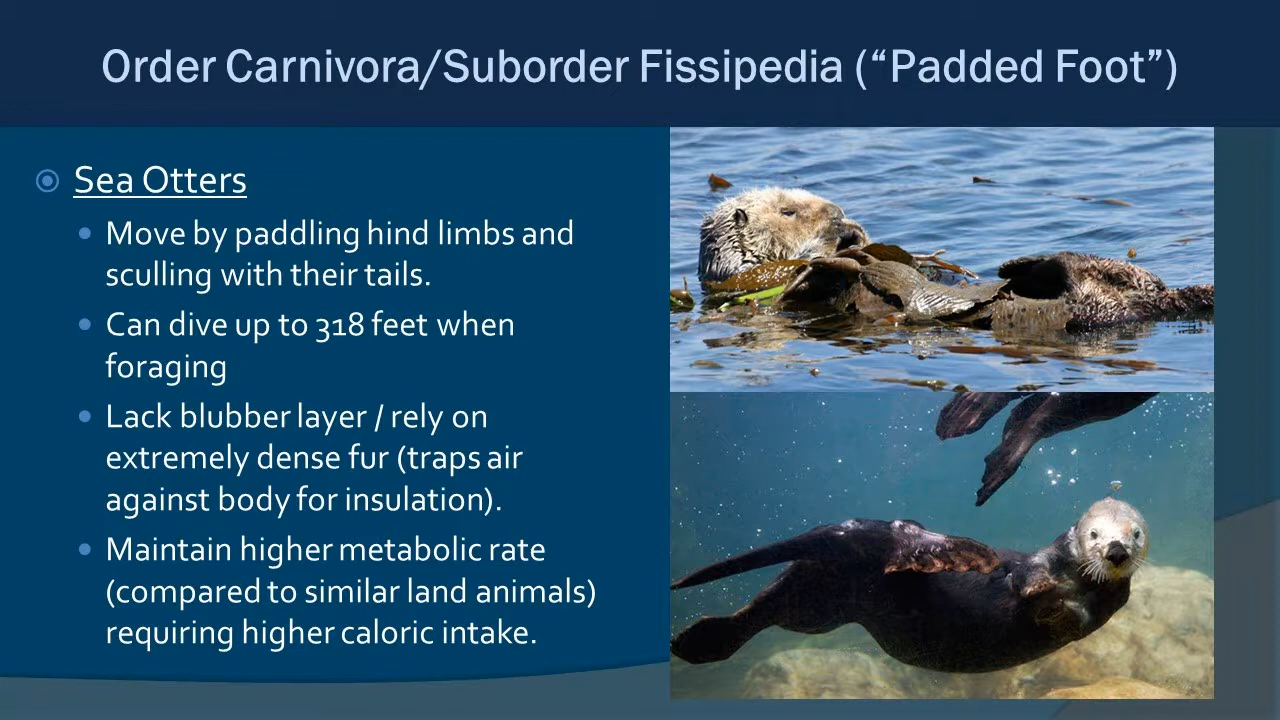 Order Carnivora/Suborder Fissipedia (“Padded Foot”)
Sea Otters
Move by paddling hind limbs and
sculling with their tails.
Can dive up to 318 feet when
foraging
Lack blubber layer / rely on
extremely dense fur (traps air
against body for insulation).
Maintain higher metabolic rate
(compared to similar land animals)
requiring higher caloric intake.